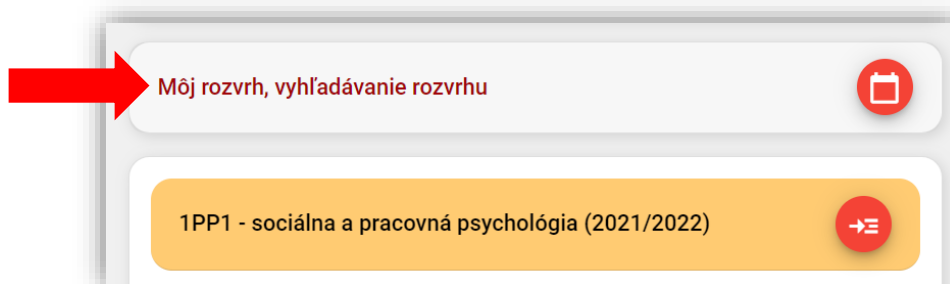 Môj rozvrh, vyhľadávanie rozvrhu
1PP1 - sociálna a pracovná psychológia (2021/2022)